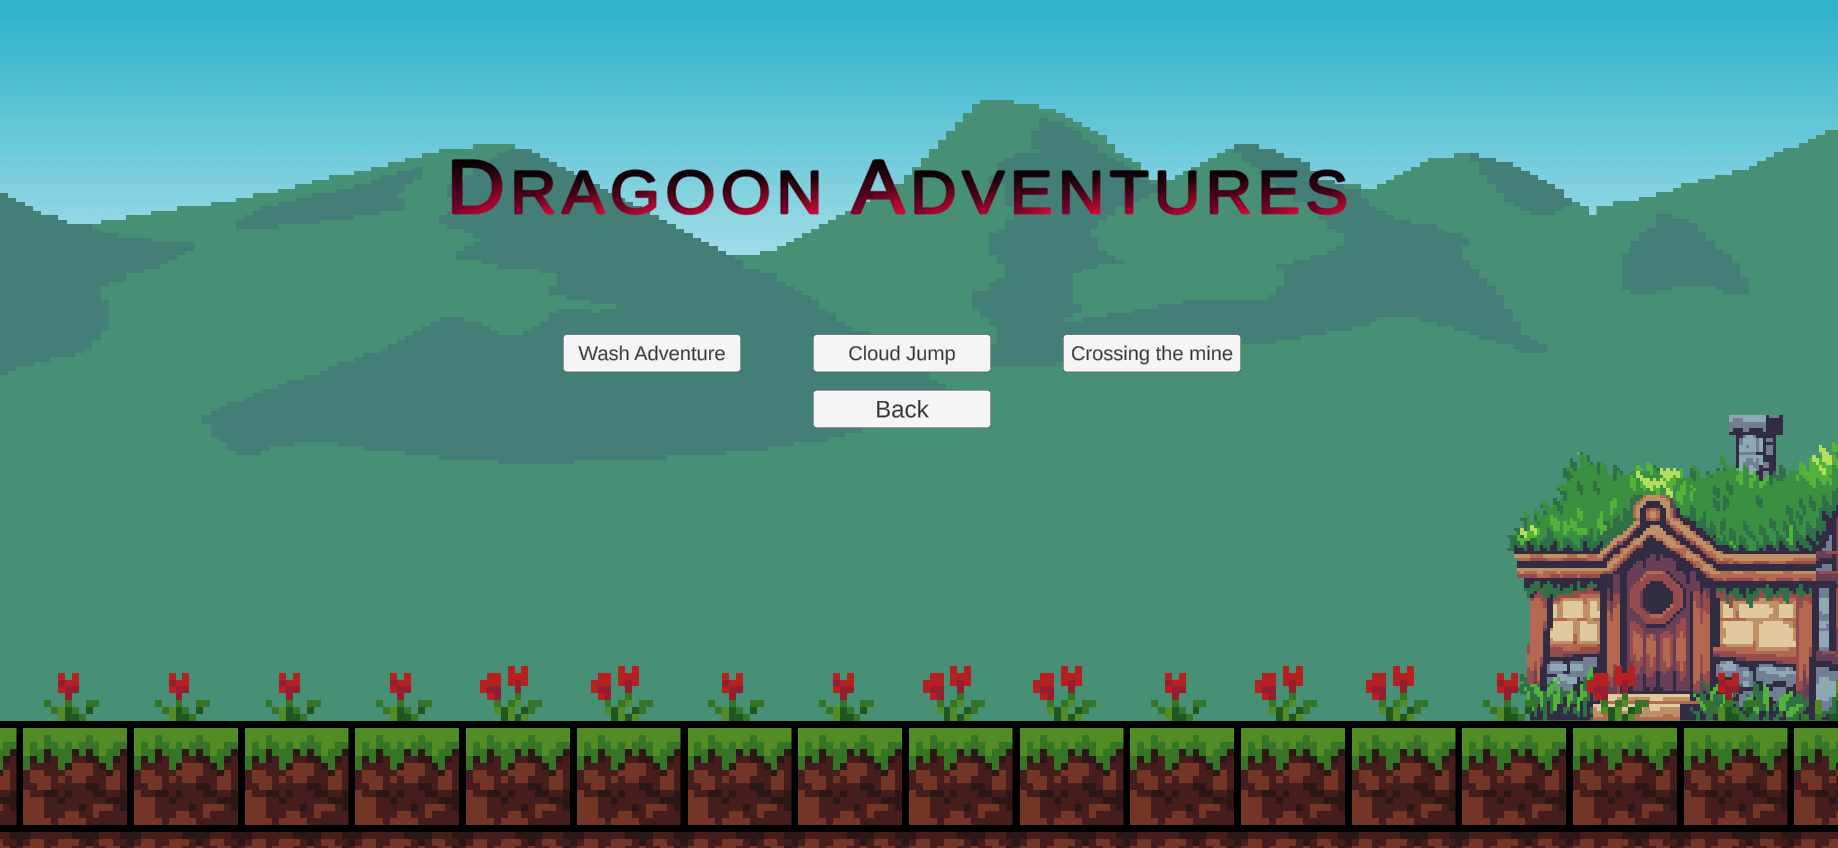 Dragoon Adventures
Wash Adventure
Cloud Jump
Crossing the mine
Back